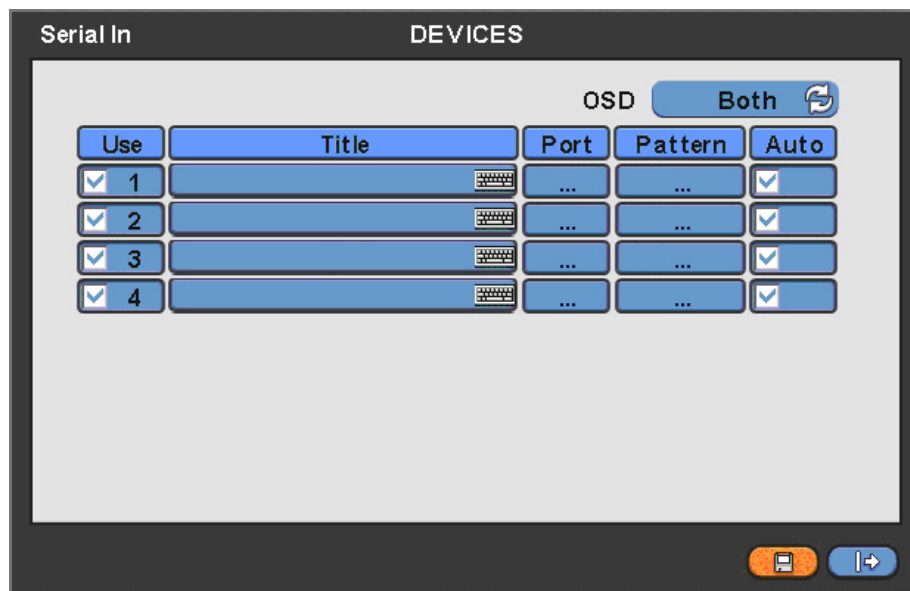 Serial In DEVICES
OSD Both
Use Title Port Pattern Auto
1 ... ...
2 ... ...
3 ... ...
4 ... ...